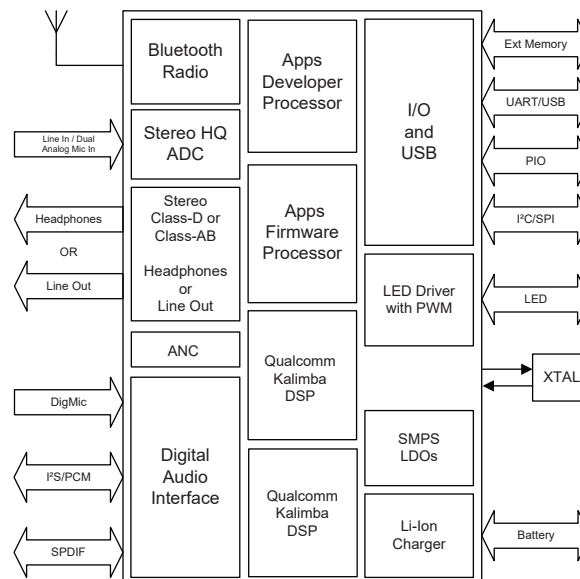 Bluetooth
Radio
Stereo HQ
ADC
Stereo
Class-D or
Class-AB
Headphones
or
Line Out
ANC
Digital
Audio
Interface
Apps
Developer
Processor
Apps
Firmware
Processor
Qualcomm
Kalimba
DSP
Qualcomm
Kalimba
DSP
I/O
and
USB
LED Driver
with PWM
SMPS
LDOs
Li-Ion
Charger
Line In / Dual
Analog Mic In
Headphones
OR
Line Out
DigMic
I²S/PCM
SPDIF
Ext Memory
UART/USB
PIO
I²C/SPI
LED
XTAL
Battery